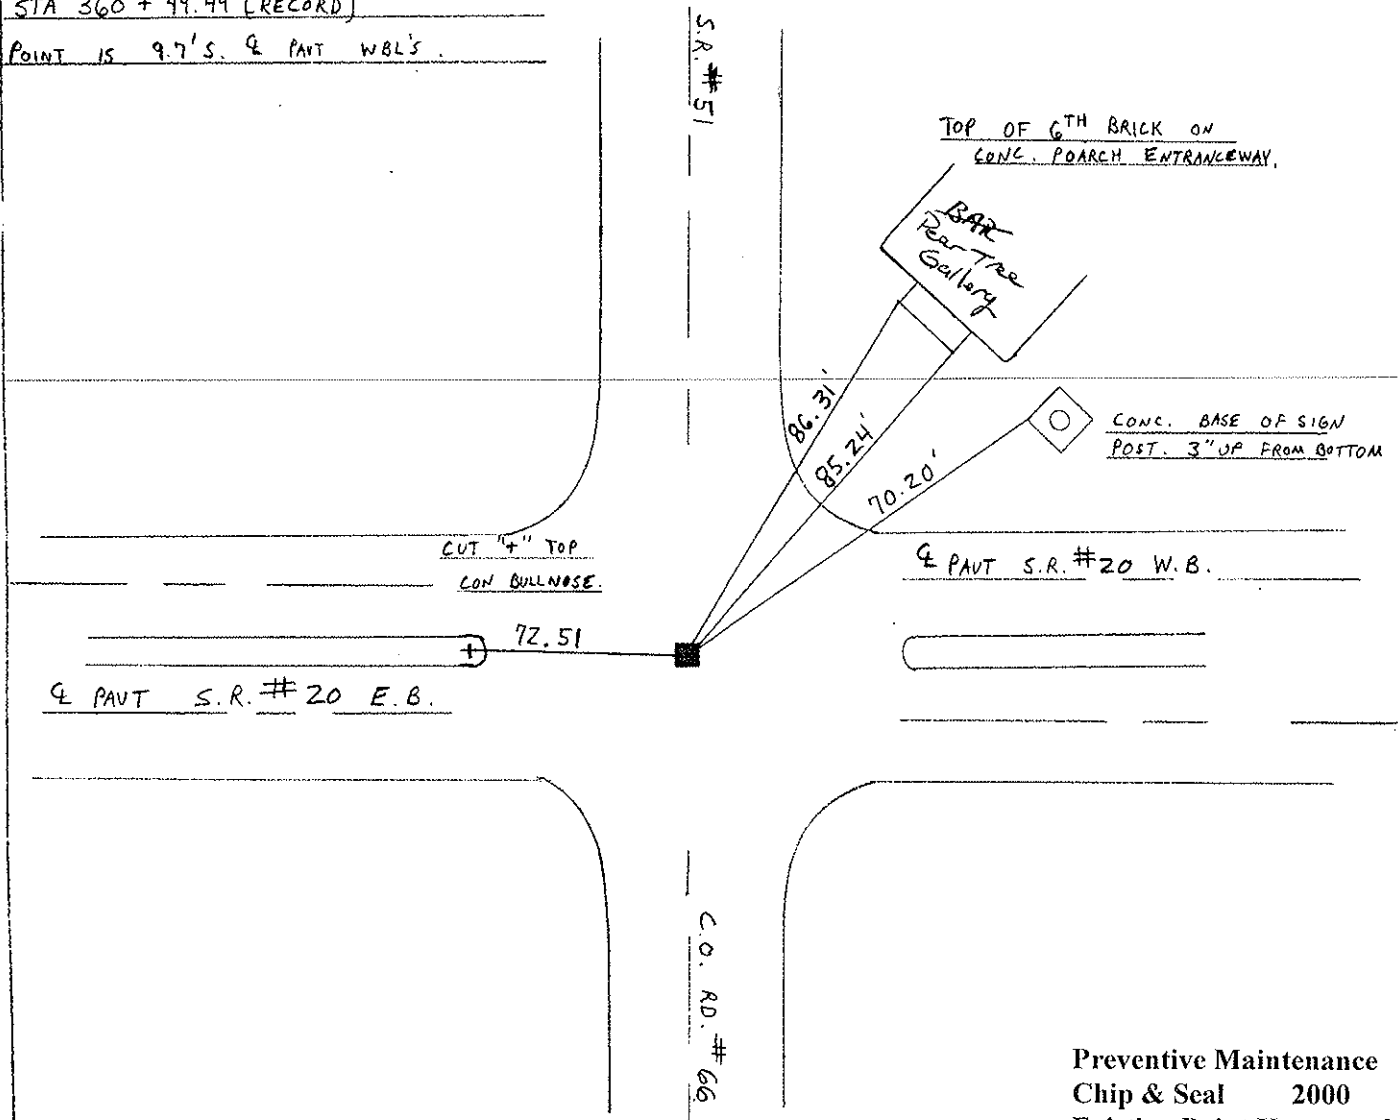 STA 360 + 99.99 (RECORD)
POINT IS 9.7' S. ℄ PAVT WBL'S.
S.R. #51
TOP OF 6TH BRICK ON
CONC. POARCH ENTRANCEWAY.
BAR
Pear Tree
Gallery
86.31'
85.24'
70.20'
CONC. BASE OF SIGN
POST. 3" UP FROM BOTTOM
CUT "+" TOP
CON BULLNOSE.
℄ PAVT S.R. #20 W.B.
72.51
℄ PAVT S.R. #20 E.B.
C.O. RD. #66
Preventive Maintenance
Chip & Seal 2000